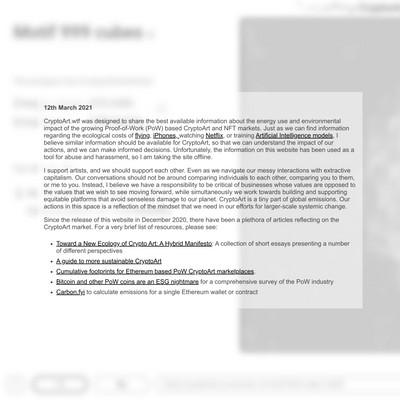 Motif 999 cubes
12th March 2021
CryptoArt.wtf was designed to share the best available information about the energy use and environmental
impact of the growing Proof-of-Work (PoW) based CryptoArt and NFT markets. Just as we can find information
regarding the ecological costs of flying, iPhones, watching Netflix, or training Artificial Intelligence models, I
believe similar information should be available for CryptoArt, so that we can understand the impact of our
actions, and we can make informed decisions. Unfortunately, the information on this website has been used as a
tool for abuse and harassment, so I am taking the site offline.
I support artists, and we should support each other. Even as we navigate our messy interactions with extractive
capitalism. Our conversations should not be around comparing individuals to each other, comparing you to them,
or me to you. Instead, I believe we have a responsibility to be critical of businesses whose values are opposed to
the values that we wish to see moving forward, while simultaneously we work towards building and supporting
equitable platforms that avoid senseless damage to our planet. CryptoArt is a tiny part of global emissions. Our
actions in this space is a reflection of the mindset that we need in our efforts for larger-scale systemic change.
Since the release of this website in December 2020, there have been a plethora of articles reflecting on the
CryptoArt market. For a very brief list of resources, please see:
• Toward a New Ecology of Crypto Art: A Hybrid Manifesto: A collection of short essays presenting a number
of different perspectives
• A guide to more sustainable CryptoArt
• Cumulative footprints for Ethereum based PoW CryptoArt marketplaces.
• Bitcoin and other PoW coins are an ESG nightmare for a comprehensive survey of the PoW industry
• Carbon.fyi to calculate emissions for a single Ethereum wallet or contract